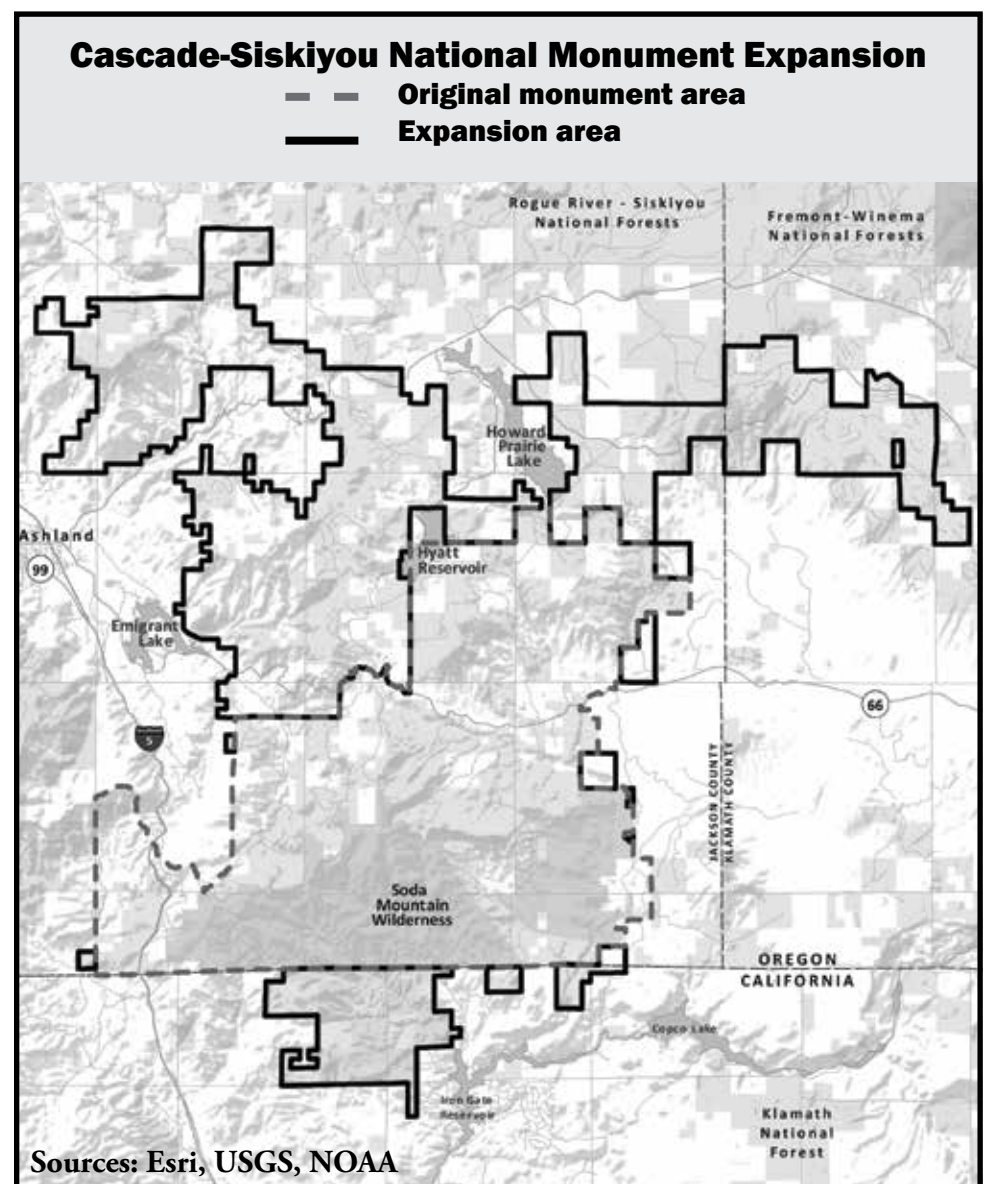 Cascade-Siskiyou National Monument Expansion
Original monument area
Expansion area
Rogue River - Siskiyou
National Forests
Fremont-Winema
National Forests
Howard
Prairie
Lake
Ashland
99
Hyatt
Reservoir
Emigrant
Lake
66
5
JACKSON COUNTY
KLAMATH COUNTY
Soda
Mountain
Wilderness
OREGON
CALIFORNIA
Copco Lake
Iron Gate
Reservoir
Klamath
National
Forest
Sources: Esri, USGS, NOAA